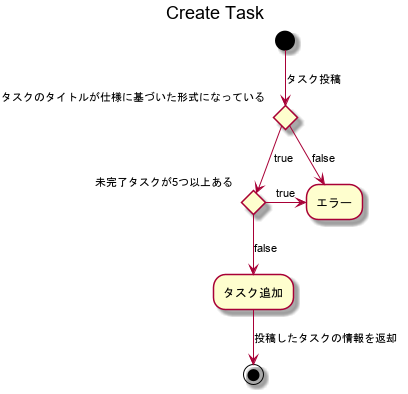 Create Task
タスク投稿
タスクのタイトルが仕様に基づいた形式になっている
true
false
未完了タスクが5つ以上ある
true
エラー
false
タスク追加
投稿したタスクの情報を返却